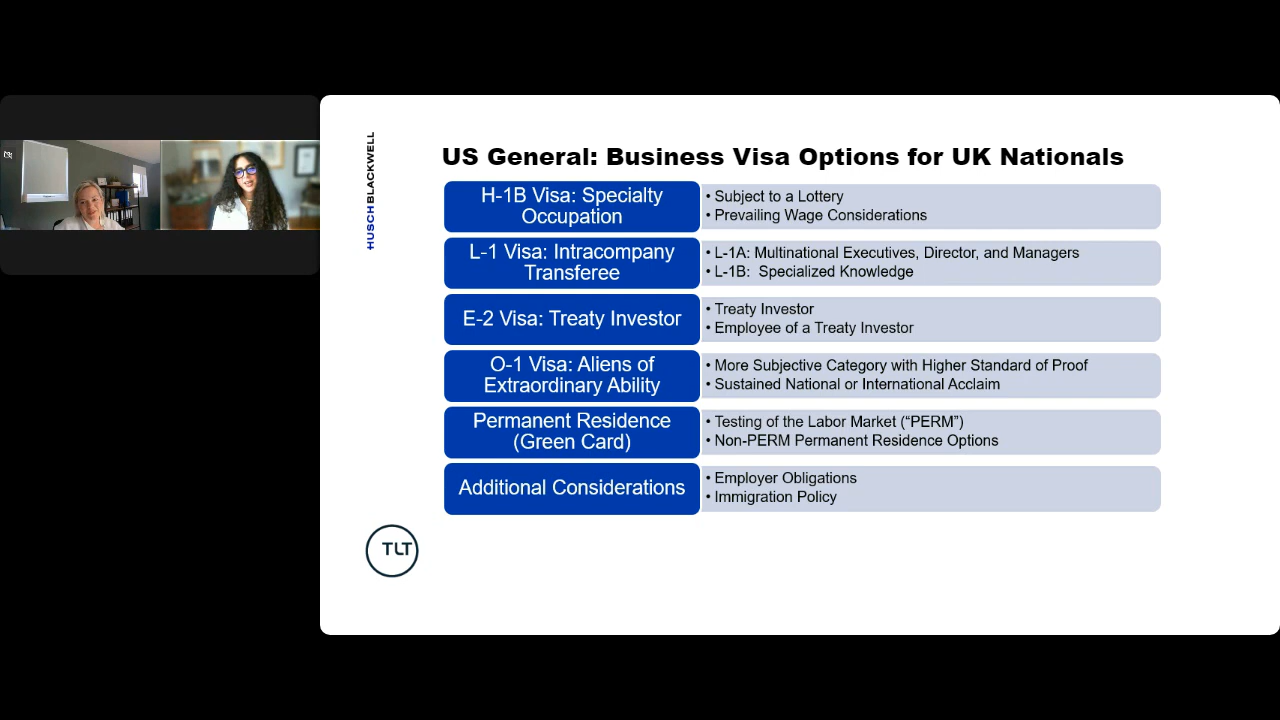 HUSCHBLACKWELL
US General: Business Visa Options for UK Nationals
H-1B Visa: Specialty
Occupation
• Subject to a Lottery
• Prevailing Wage Considerations
L-1 Visa: Intracompany
Transferee
• L-1A: Multinational Executives, Director, and Managers
• L-1B: Specialized Knowledge
E-2 Visa: Treaty Investor
• Treaty Investor
• Employee of a Treaty Investor
O-1 Visa: Aliens of
Extraordinary Ability
• More Subjective Category with Higher Standard of Proof
• Sustained National or International Acclaim
Permanent Residence
(Green Card)
• Testing of the Labor Market (“PERM”)
• Non-PERM Permanent Residence Options
Additional Considerations
• Employer Obligations
• Immigration Policy
TLT